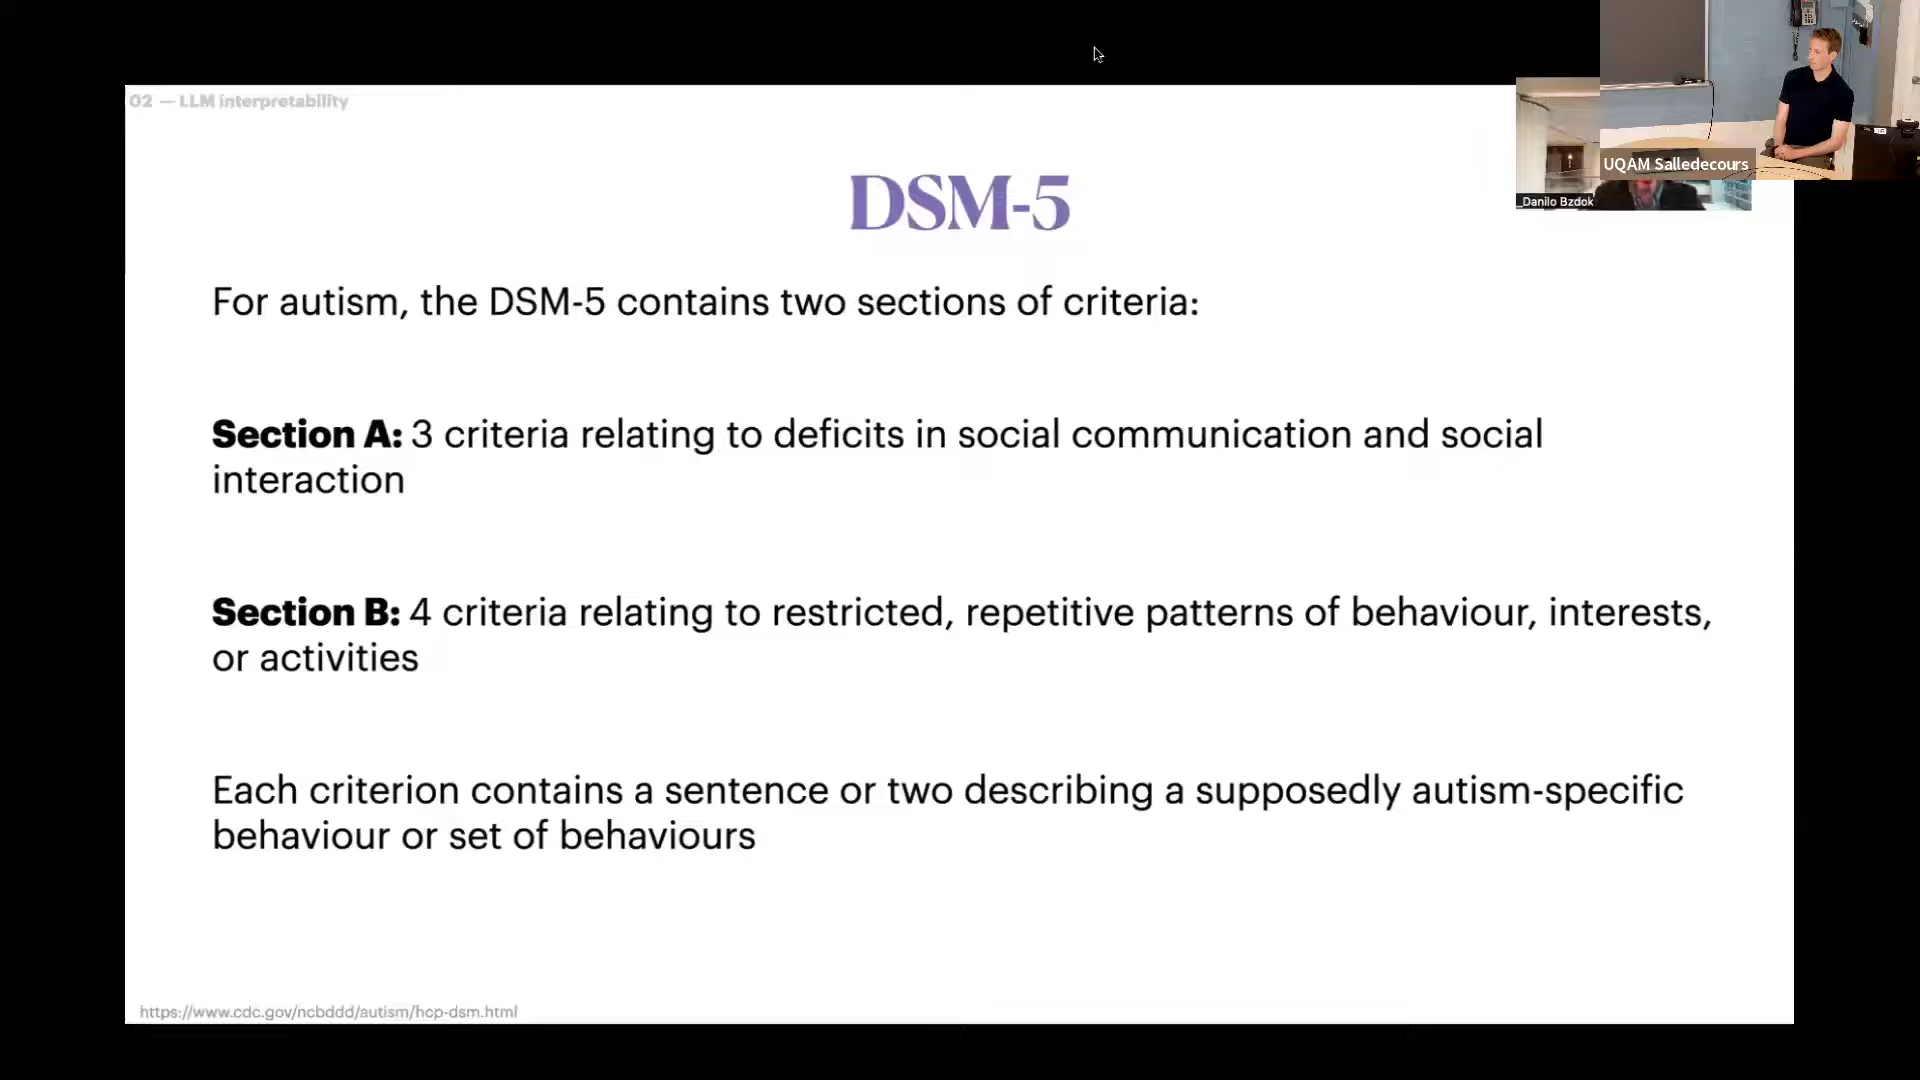 02 — LLM interpretability
UQAM Salledecours
_Danilo Bzdok
DSM-5
For autism, the DSM-5 contains two sections of criteria:
Section A: 3 criteria relating to deficits in social communication and social
interaction
Section B: 4 criteria relating to restricted, repetitive patterns of behaviour, interests,
or activities
Each criterion contains a sentence or two describing a supposedly autism-specific
behaviour or set of behaviours
https://www.cdc.gov/ncbddd/autism/hcp-dsm.html